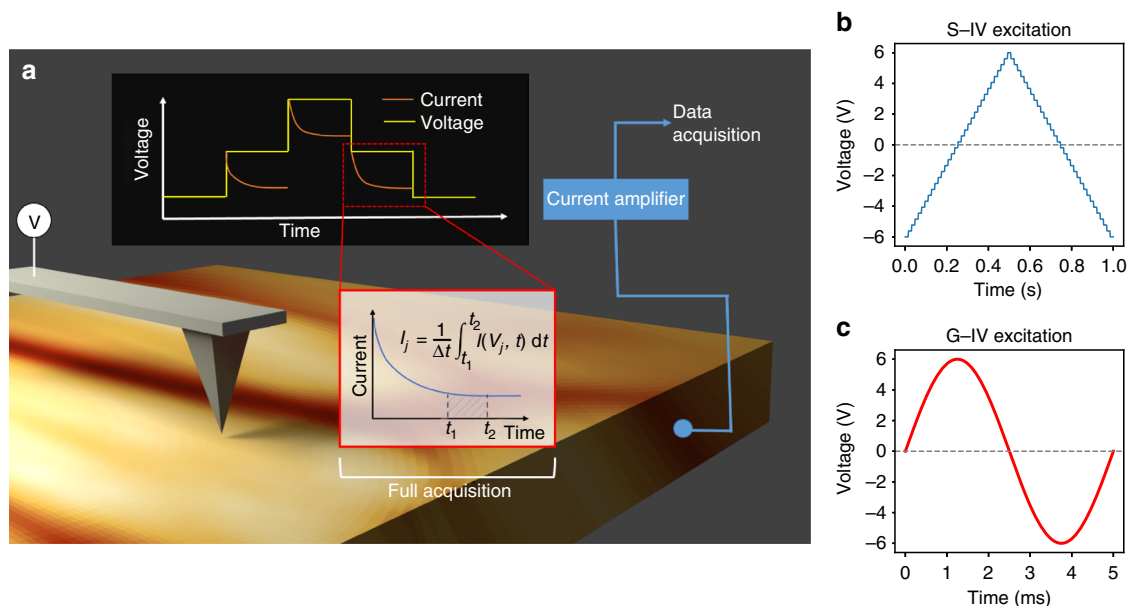 a
Current
Voltage
Voltage
Time
Data
acquisition
Current amplifier
V
I_j = 1/Δt ∫_{t_1}^{t_2} I(V_j, t) dt
Current
t_1 t_2 Time
Full acquisition
b
S–IV excitation
Voltage (V)
6
4
2
0
–2
–4
–6
0.0 0.2 0.4 0.6 0.8 1.0
Time (s)
c
G–IV excitation
Voltage (V)
6
4
2
0
–2
–4
–6
0 1 2 3 4 5
Time (ms)